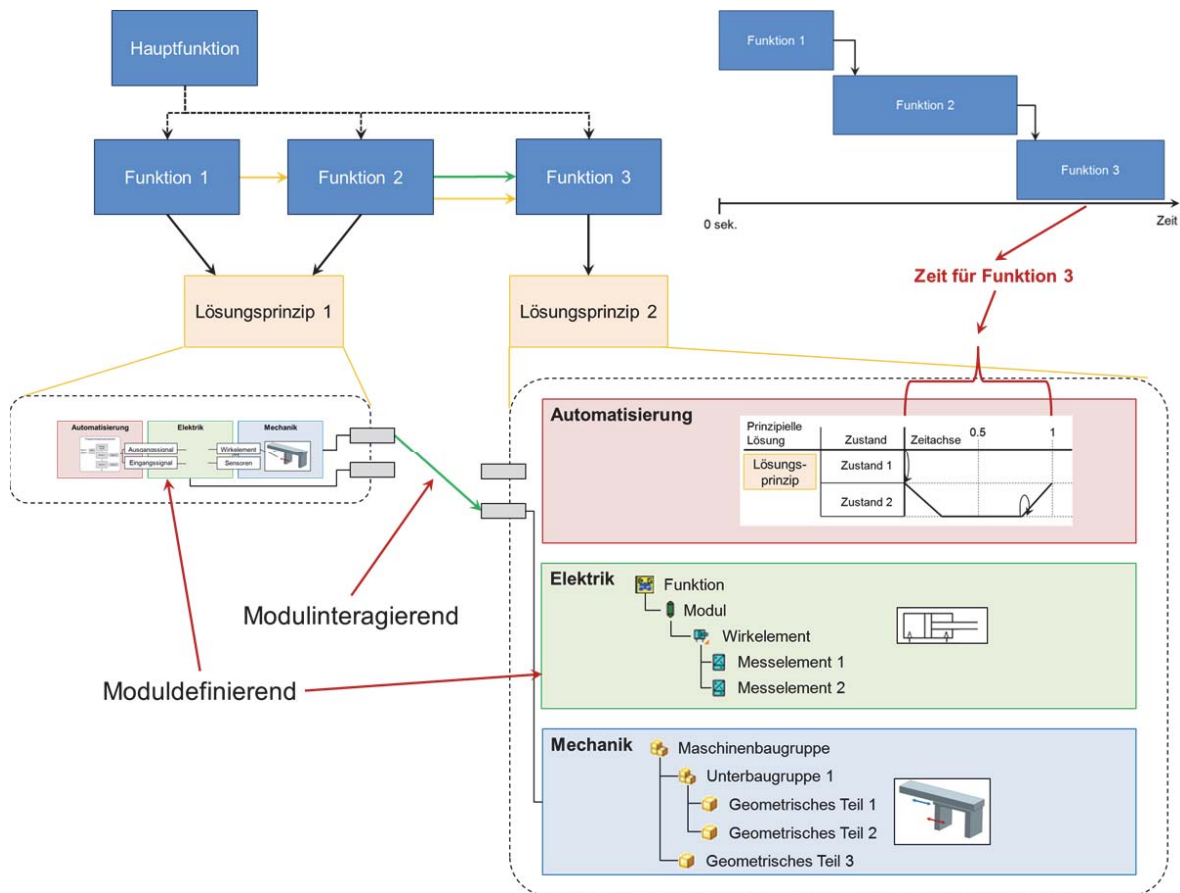 Hauptfunktion
Funktion 1
Funktion 2
Funktion 3
Funktion 1
Funktion 2
Funktion 3
0 sek.
Zeit
Zeit für Funktion 3
Lösungsprinzip 1
Lösungsprinzip 2
Automatisierung
Elektrik
Mechanik
Ausgangssignal
Wirkelement
Eingangssignal
Sensoren
Modulinteragierend
Moduldefinierend
Automatisierung
Prinzipielle
Lösung
Zustand
Zeitachse
0.5
1
Lösungs-
prinzip
Zustand 1
Zustand 2
Elektrik
Funktion
Modul
Wirkelement
Messelement 1
Messelement 2
Mechanik
Maschinenbaugruppe
Unterbaugruppe 1
Geometrisches Teil 1
Geometrisches Teil 2
Geometrisches Teil 3